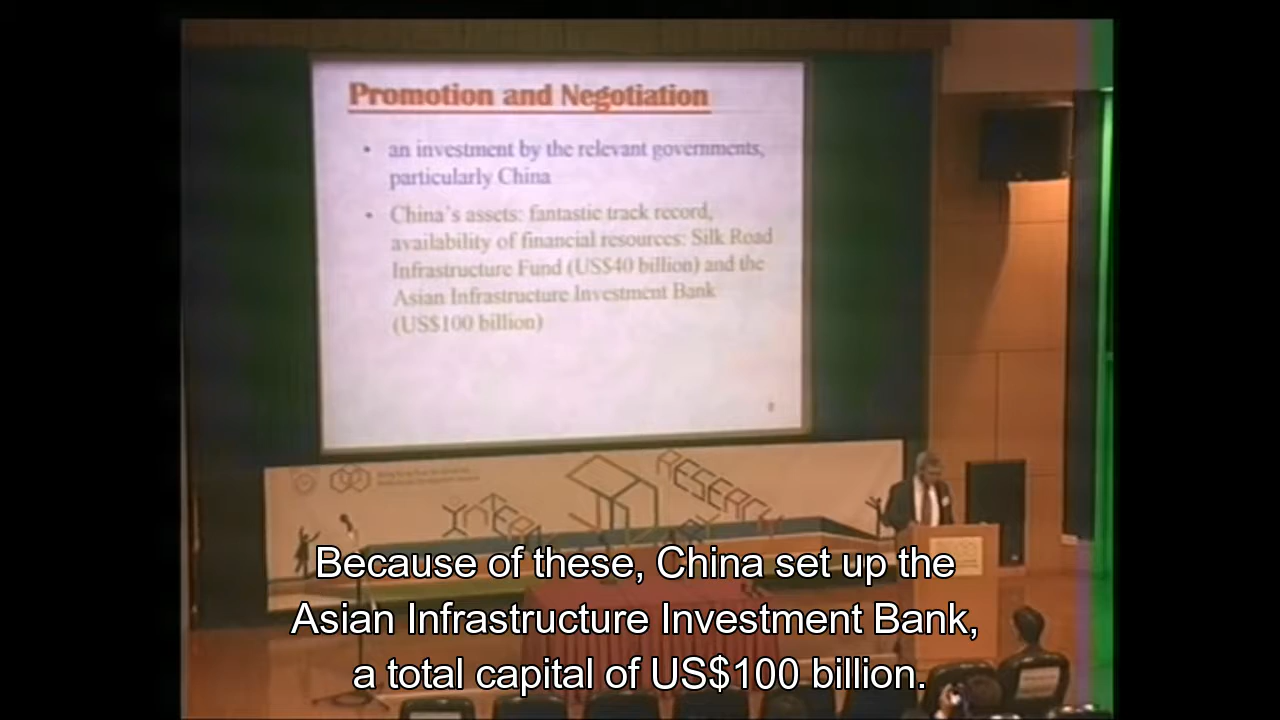 Promotion and Negotiation
• an investment by the relevant governments,
particularly China
• China's assets: fantastic track record,
availability of financial resources: Silk Road
Infrastructure Fund (US$40 billion) and the
Asian Infrastructure Investment Bank
(US$100 billion)
RESEARCH
Because of these, China set up the
Asian Infrastructure Investment Bank,
a total capital of US$100 billion.